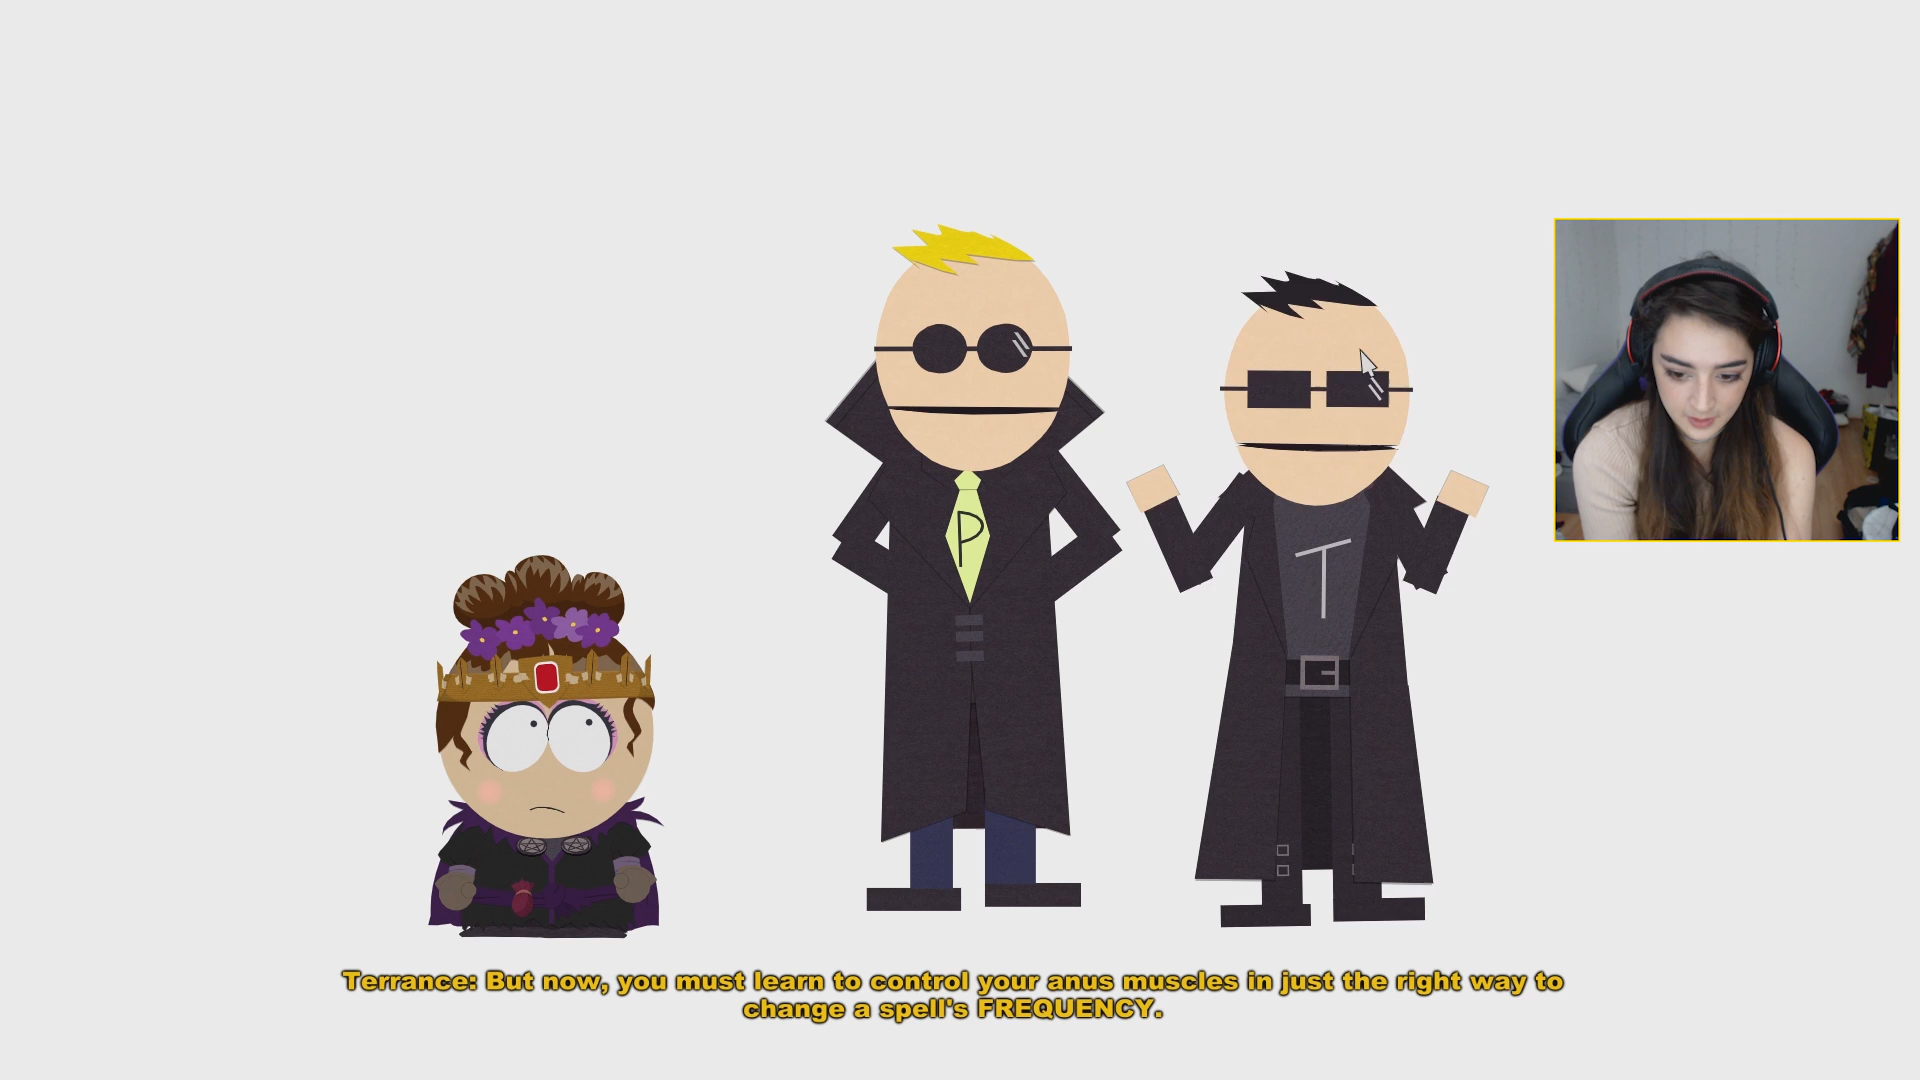 P
T
Terrance: But now, you must learn to control your anus muscles in just the right way to
change a spell's FREQUENCY.